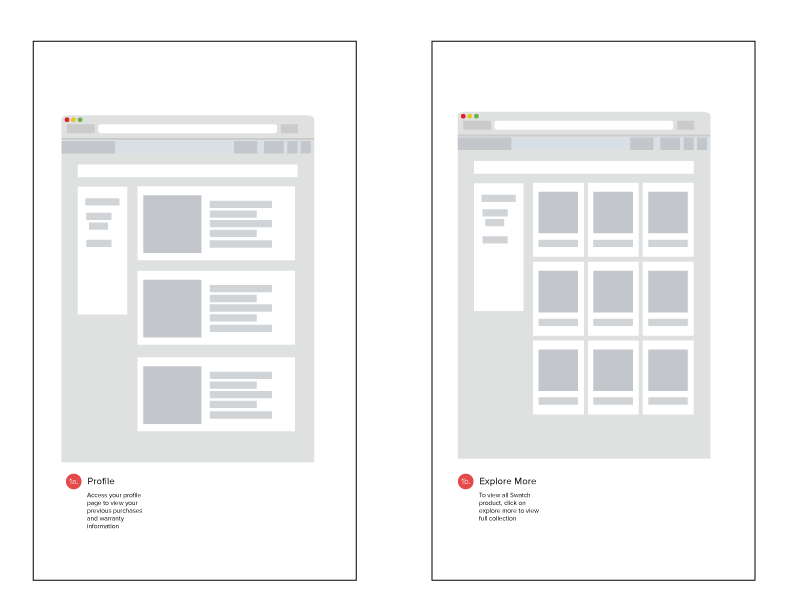 1a. Profile
Access your profile
page to view your
previous purchases
and warranty
information
1b. Explore More
To view all Swatch
product, click on
explore more to view
full collection